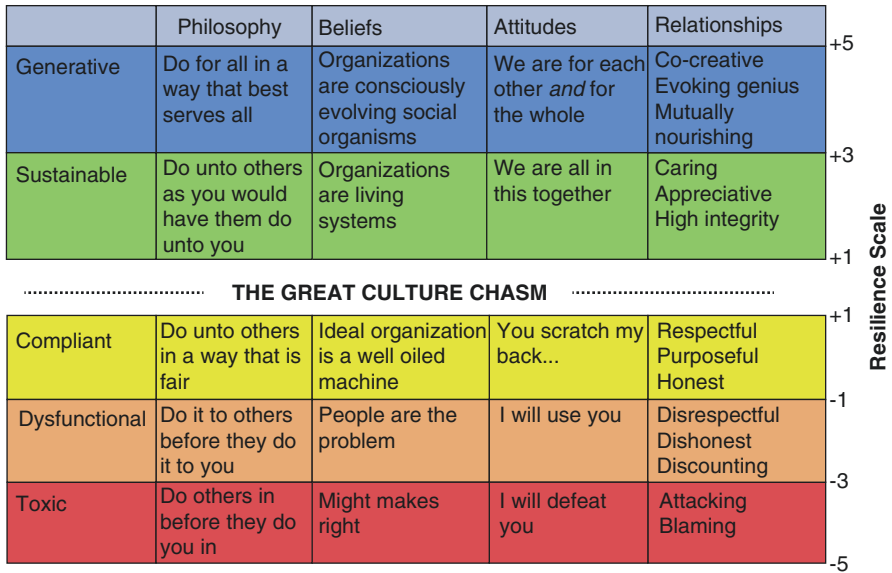 Philosophy
Beliefs
Attitudes
Relationships
+5
Generative
Do for all in a
way that best
serves all
Organizations
are consciously
evolving social
organisms
We are for each
other and for
the whole
Co-creative
Evoking genius
Mutually
nourishing
+3
Sustainable
Do unto others
as you would
have them do
unto you
Organizations
are living
systems
We are all in
this together
Caring
Appreciative
High integrity
+1
THE GREAT CULTURE CHASM
+1
Compliant
Do unto others
in a way that is
fair
Ideal organization
is a well oiled
machine
You scratch my
back...
Respectful
Purposeful
Honest
-1
Dysfunctional
Do it to others
before they do
it to you
People are the
problem
I will use you
Disrespectful
Dishonest
Discounting
-3
Toxic
Do others in
before they do
you in
Might makes
right
I will defeat
you
Attacking
Blaming
-5
Resilience Scale